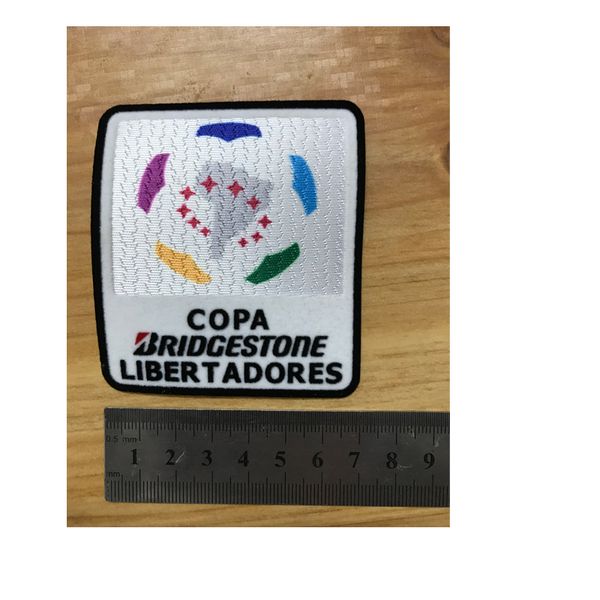 COPA
BRIDGESTONE
LIBERTADORES
0.5 mm
1 2 3 4 5 6 7 8 9
mm